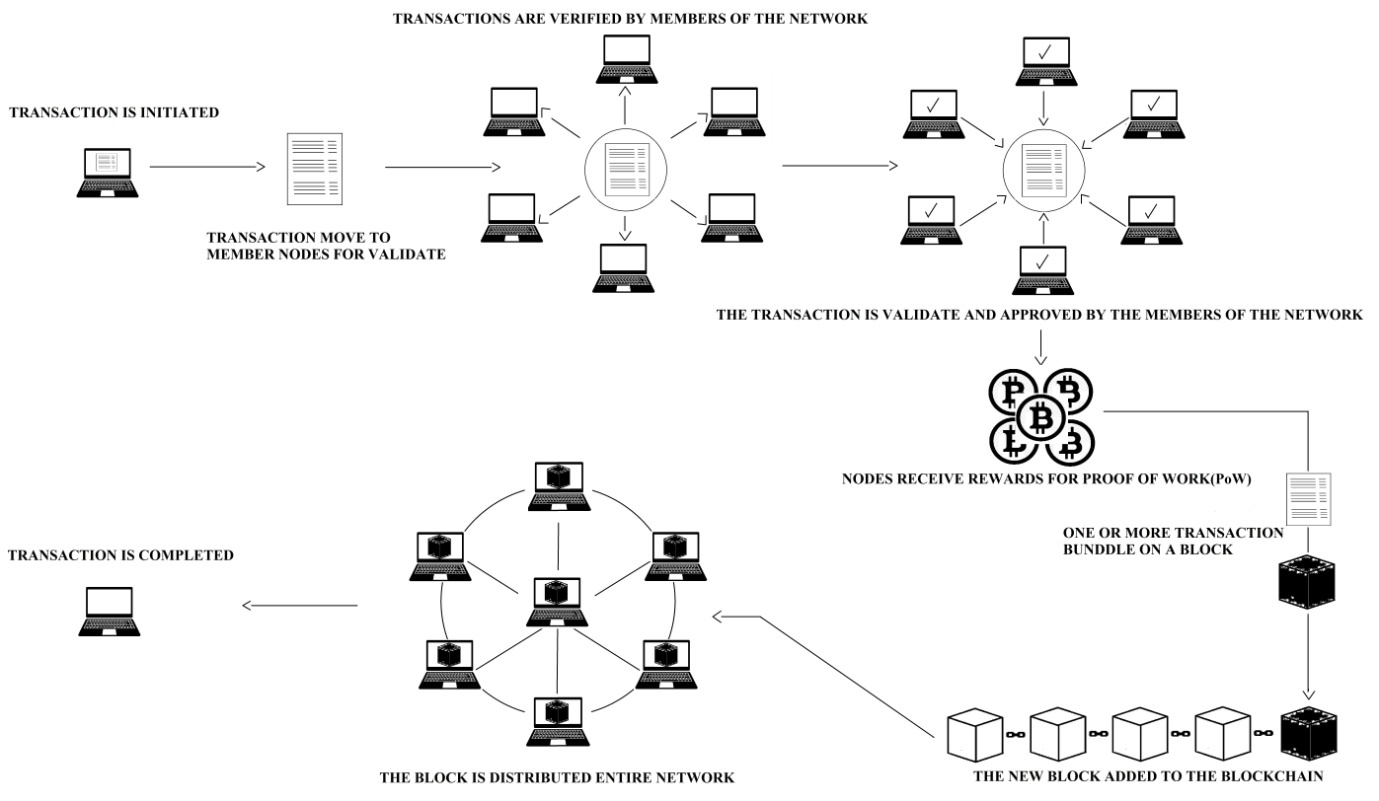 TRANSACTIONS ARE VERIFIED BY MEMBERS OF THE NETWORK
TRANSACTION IS INITIATED
TRANSACTION MOVE TO
MEMBER NODES FOR VALIDATE
THE TRANSACTION IS VALIDATE AND APPROVED BY THE MEMBERS OF THE NETWORK
NODES RECEIVE REWARDS FOR PROOF OF WORK(PoW)
ONE OR MORE TRANSACTION
BUNDDLE ON A BLOCK
THE NEW BLOCK ADDED TO THE BLOCKCHAIN
THE BLOCK IS DISTRIBUTED ENTIRE NETWORK
TRANSACTION IS COMPLETED